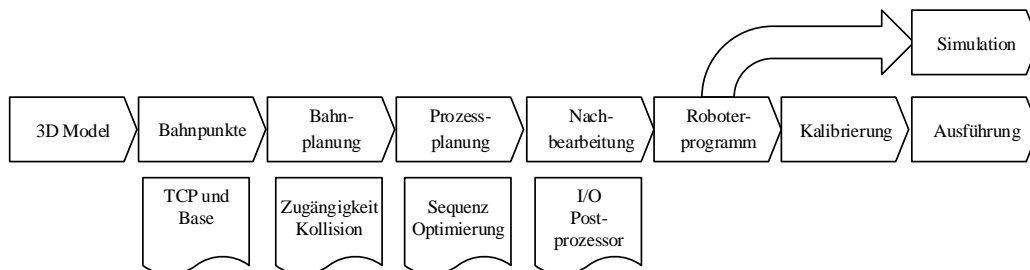 Simulation
3D Model
Bahnpunkte
Bahn-
planung
Prozess-
planung
Nach-
bearbeitung
Roboter-
programm
Kalibrierung
Ausführung
TCP und
Base
Zugängigkeit
Kollision
Sequenz
Optimierung
I/O
Post-
prozessor